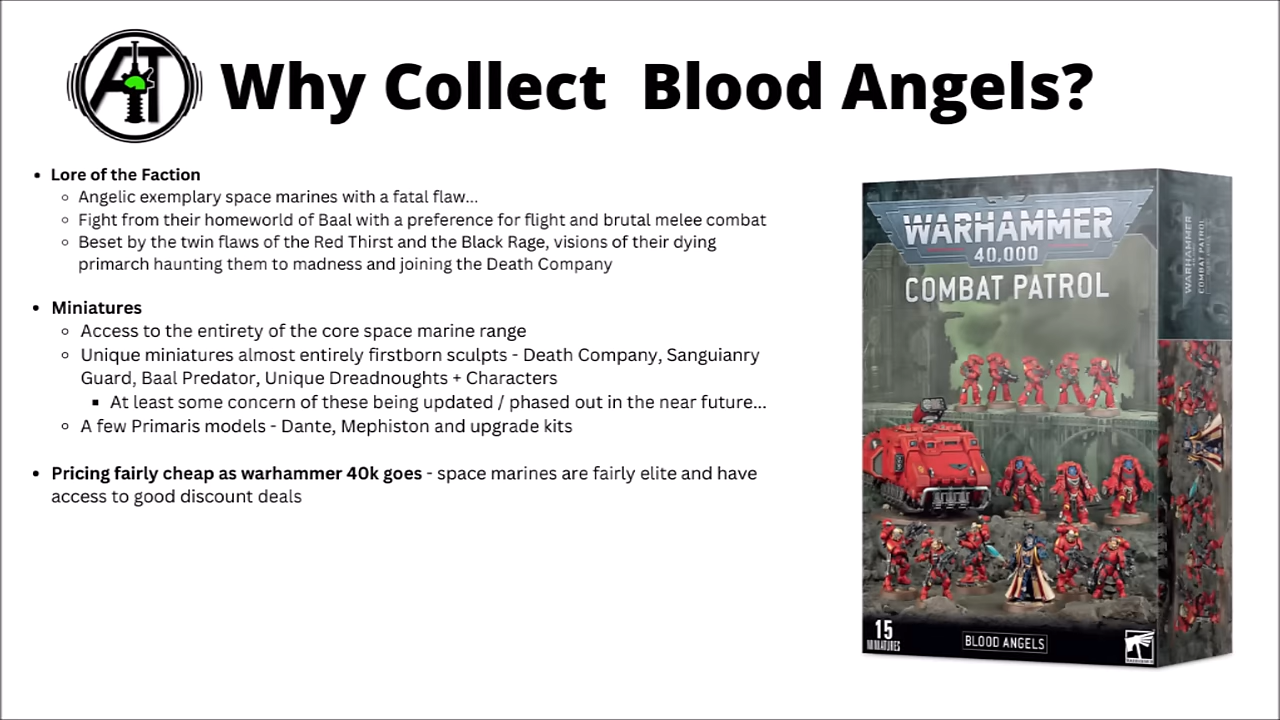 AT
Why Collect Blood Angels?
Lore of the Faction
Angelic exemplary space marines with a fatal flaw...
Fight from their homeworld of Baal with a preference for flight and brutal melee combat
Beset by the twin flaws of the Red Thirst and the Black Rage, visions of their dying
primarch haunting them to madness and joining the Death Company
Miniatures
Access to the entirety of the core space marine range
Unique miniatures almost entirely firstborn sculpts - Death Company, Sanguianry
Guard, Baal Predator, Unique Dreadnoughts + Characters
At least some concern of these being updated / phased out in the near future...
A few Primaris models - Dante, Mephiston and upgrade kits
Pricing fairly cheap as warhammer 40k goes - space marines are fairly elite and have
access to good discount deals
WARHAMMER
40,000
COMBAT PATROL
15
MINIATURES
BLOOD ANGELS
WARHAMMER
COMBAT PATROL